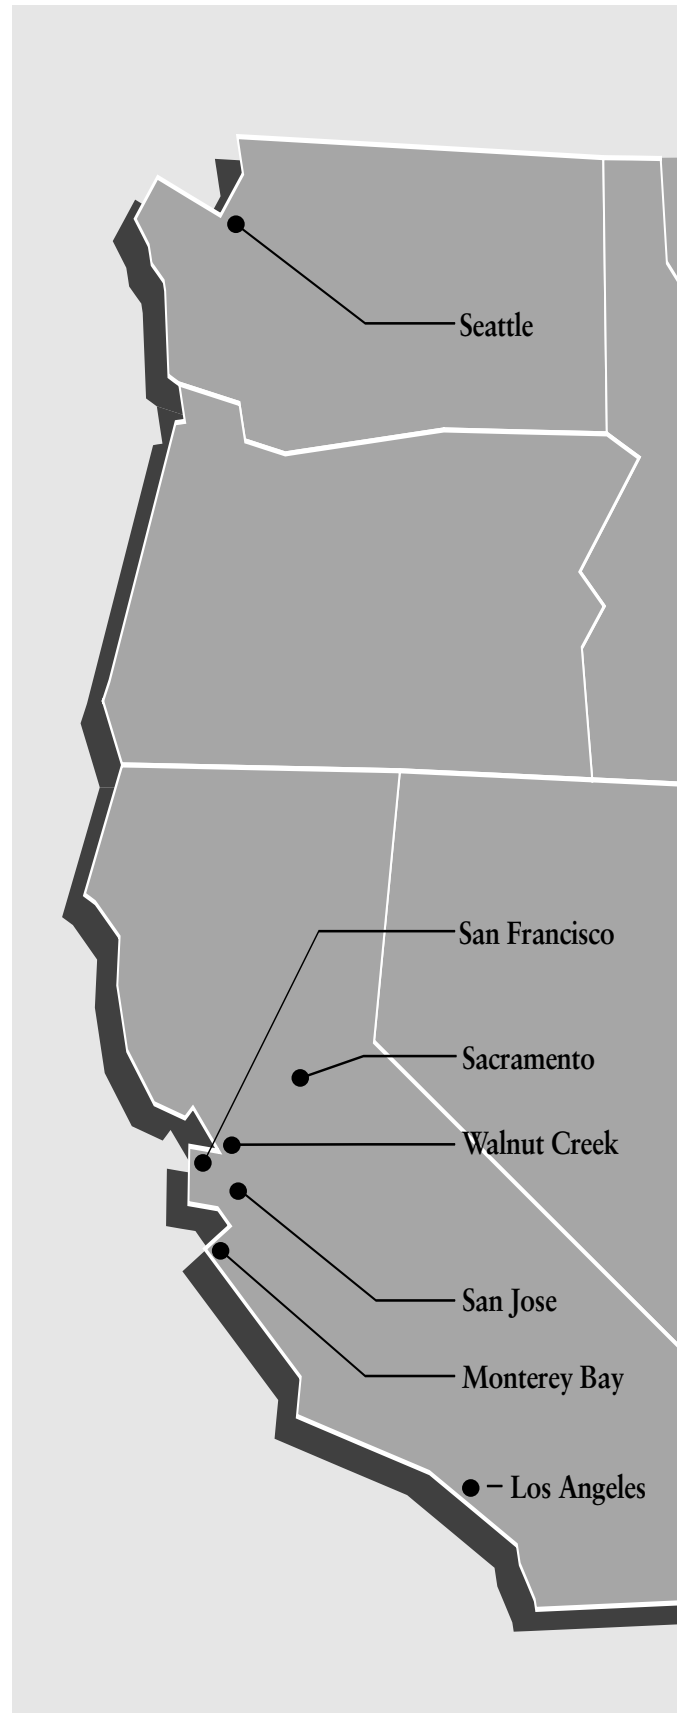 Seattle
San Francisco
Sacramento
Walnut Creek
San Jose
Monterey Bay
Los Angeles